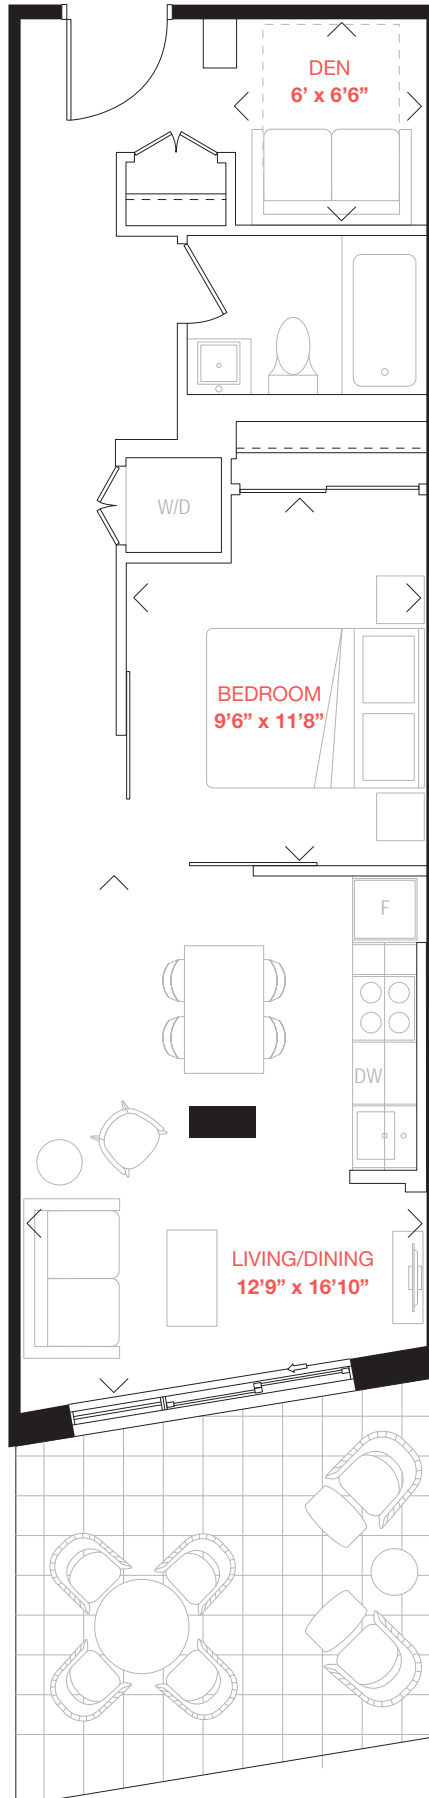 DEN
6’ x 6’6”
W/D
BEDROOM
9’6” x 11’8”
F
DW
LIVING/DINING
12’9” x 16’10”